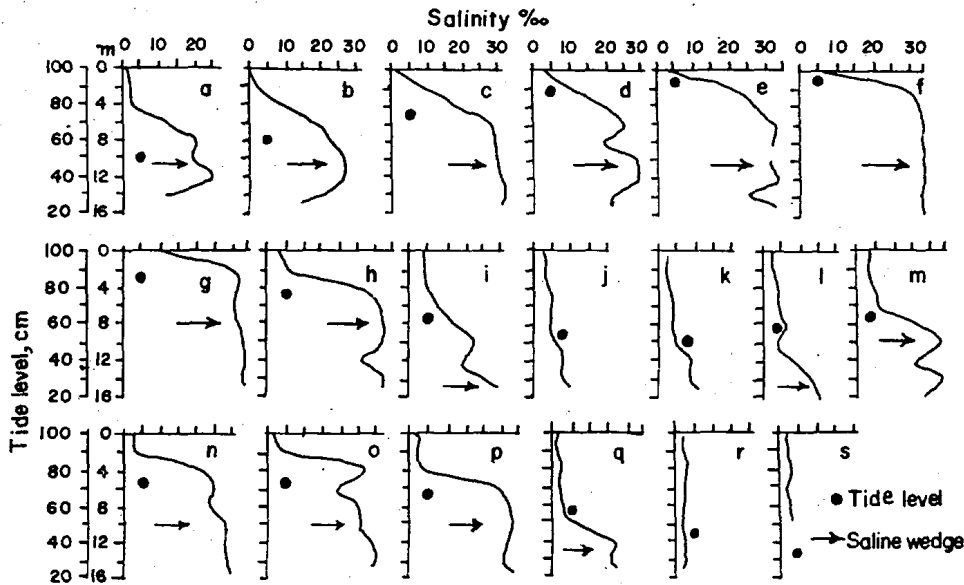 Salinity ‰
m 0 10 20 0 10 20 30 0 10 20 30 0 10 20 30 0 10 20 30 0 10 20 30
100 0
80 4
60 8
40 12
20 16
a b c d e f
100 0
80 4
60 8
40 12
20 16
g h i j k l m
100 0
80 4
60 8
40 12
20 16
n o p q r s
Tide level, cm
Tide level
Saline wedge